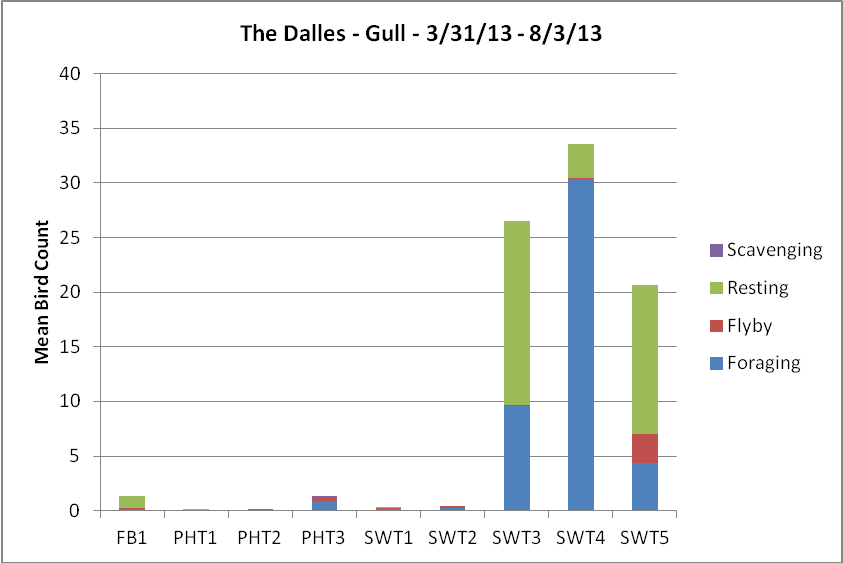 The Dalles - Gull - 3/31/13 - 8/3/13
Mean Bird Count
40
35
30
25
20
15
10
5
0
FB1 PHT1 PHT2 PHT3 SWT1 SWT2 SWT3 SWT4 SWT5
Scavenging
Resting
Flyby
Foraging